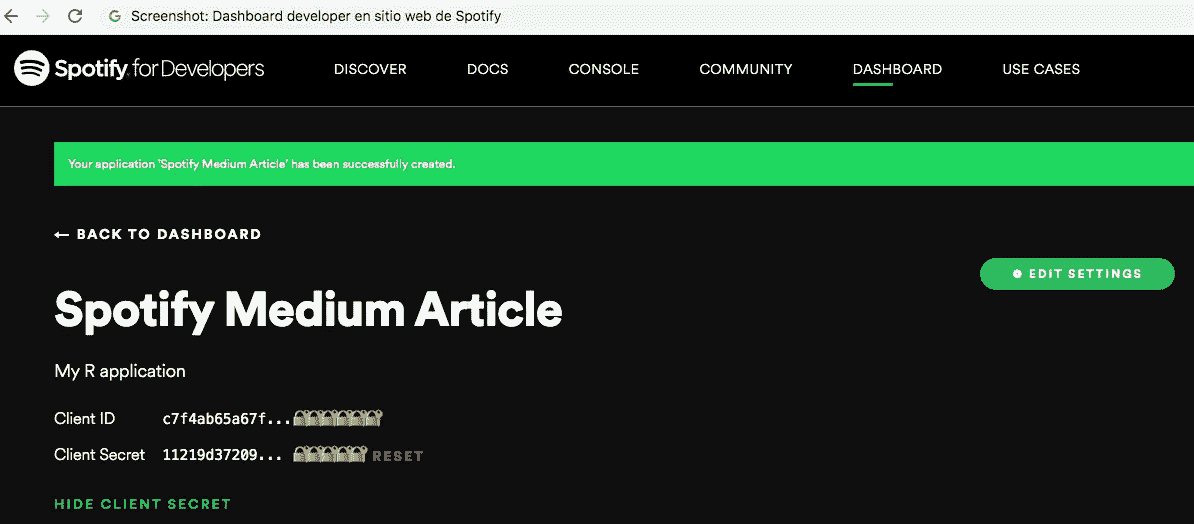 Screenshot: Dashboard developer en sitio web de Spotify
Spotify for Developers DISCOVER DOCS CONSOLE COMMUNITY DASHBOARD USE CASES
Your application 'Spotify Medium Article' has been successfully created.
← BACK TO DASHBOARD
EDIT SETTINGS
Spotify Medium Article
My R application
Client ID c7f4ab65a67f...
Client Secret 11219d37209... RESET
HIDE CLIENT SECRET